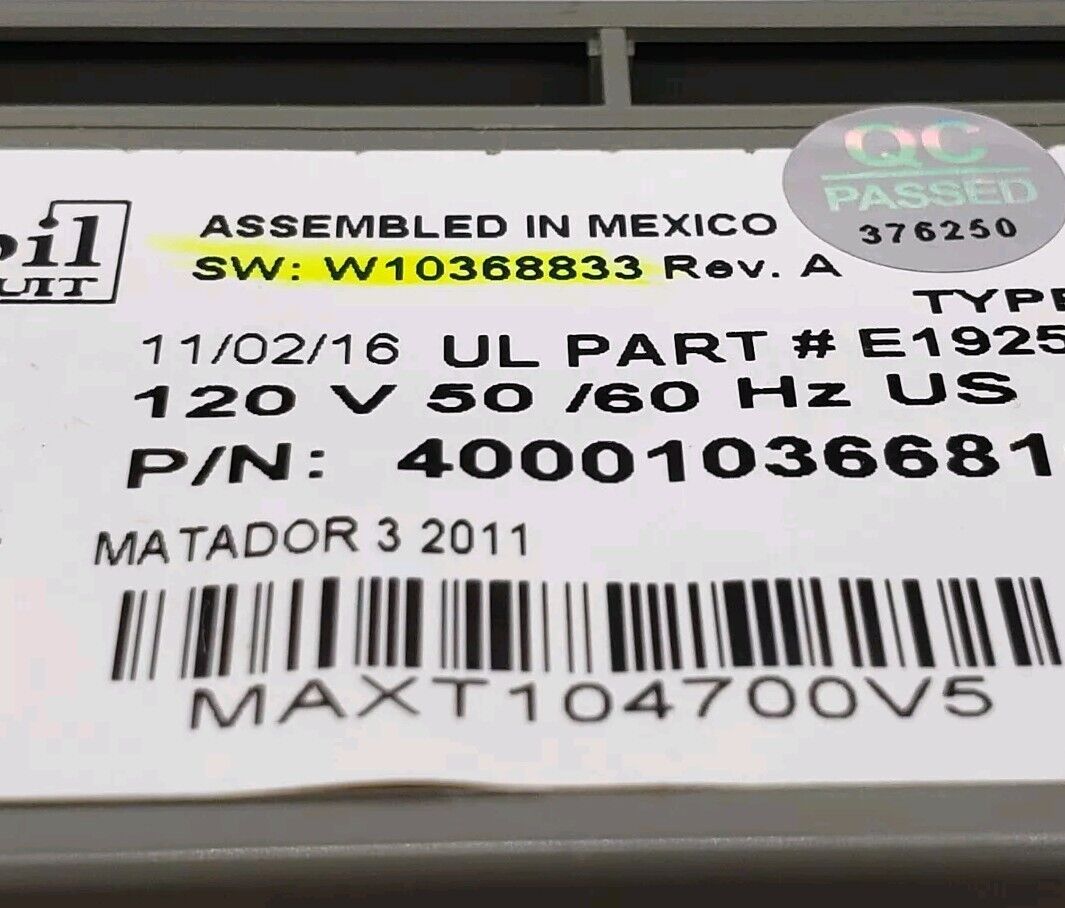 ASSEMBLED IN MEXICO
SW: W10368833 Rev. A
QC
PASSED
376250
11/02/16 UL PART #
120 V 50 /60 Hz US
P/N: 40001036681
MATADOR 3 2011
MAXT104700V5